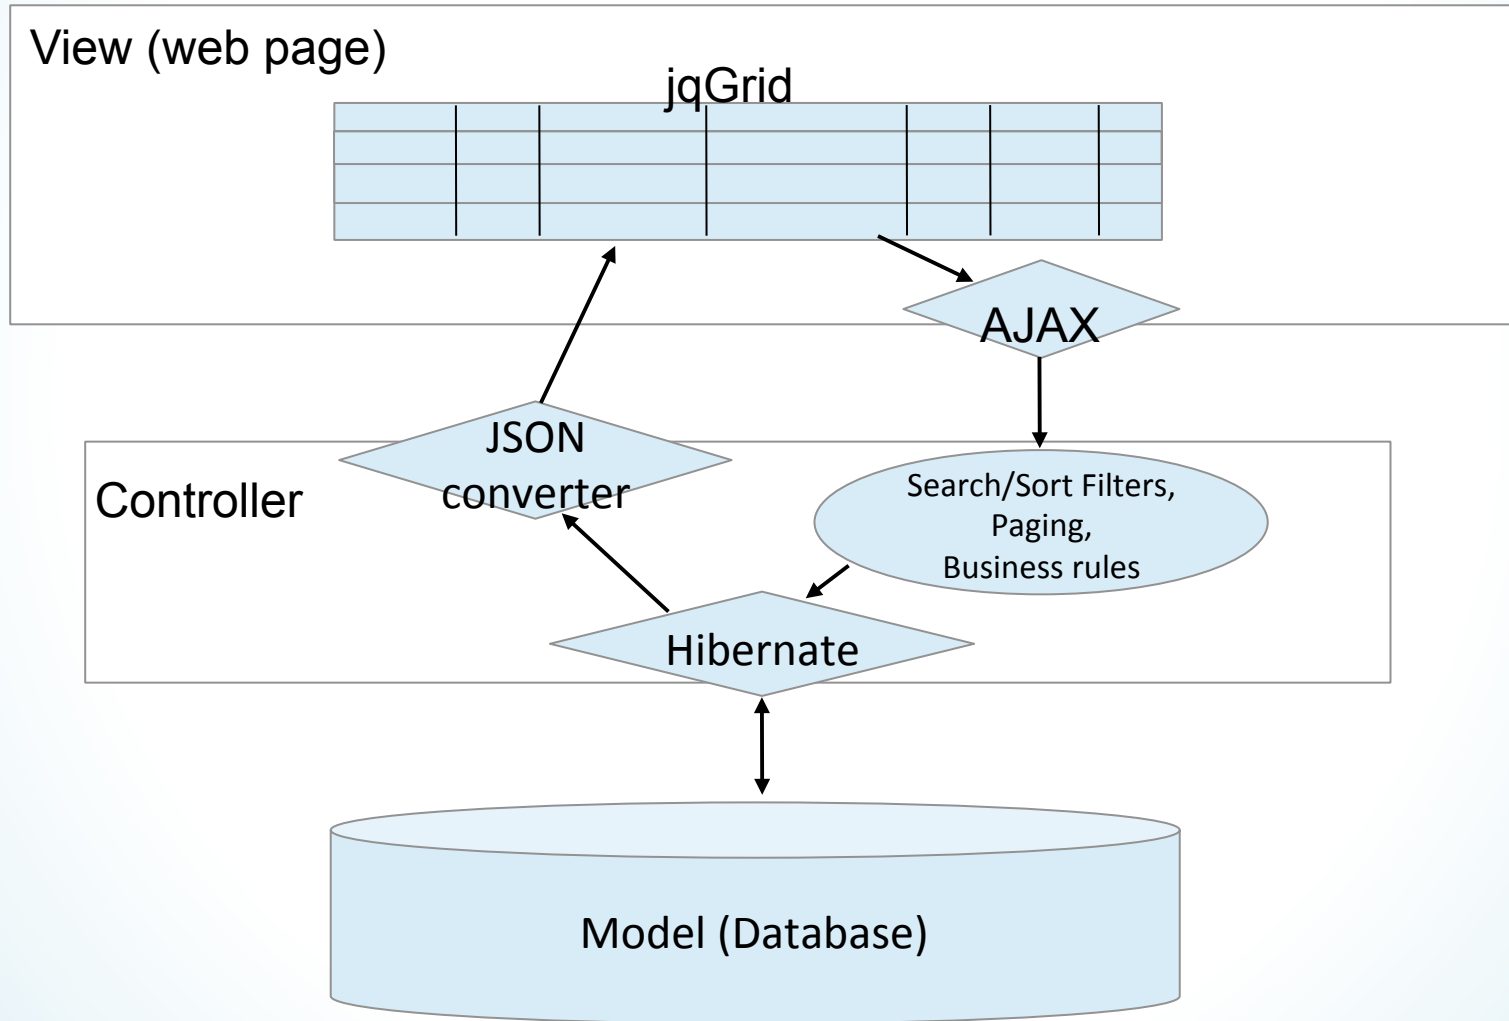 View (web page)
jqGrid
AJAX
JSON
converter
Controller
Search/Sort Filters,
Paging,
Business rules
Hibernate
Model (Database)